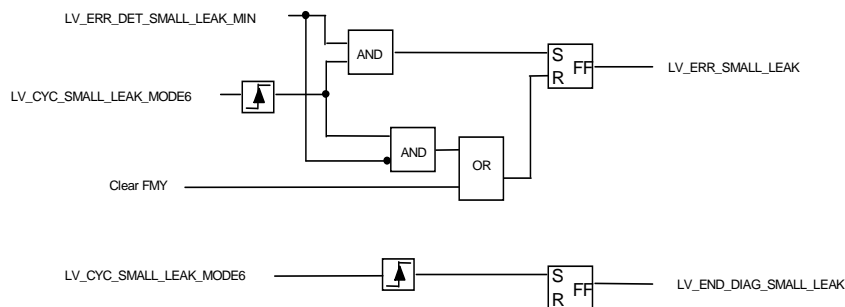 LV_ERR_DET_SMALL_LEAK_MIN
AND
S
FF
R
LV_ERR_SMALL_LEAK
LV_CYC_SMALL_LEAK_MODE6
AND
OR
Clear FMY
LV_CYC_SMALL_LEAK_MODE6
S
FF
R
LV_END_DIAG_SMALL_LEAK